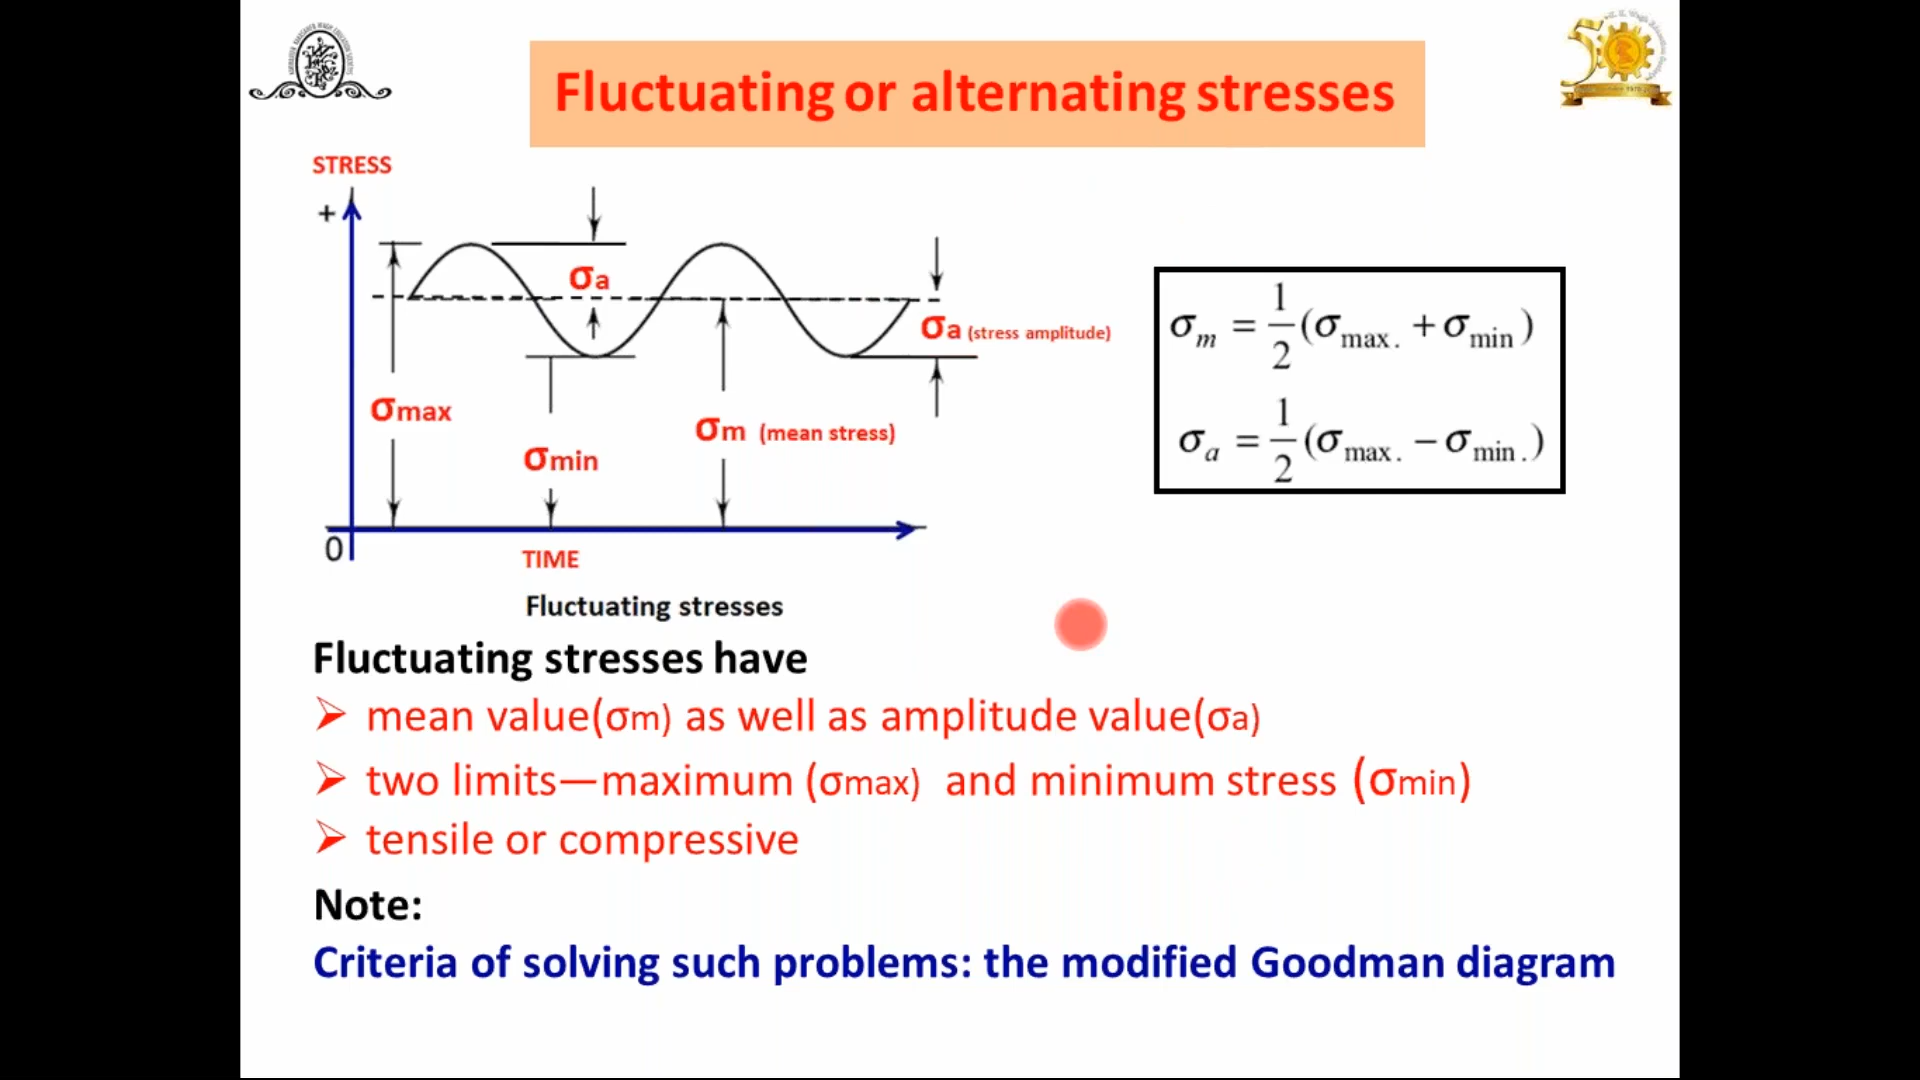 Fluctuating or alternating stresses
STRESS
+
σa
σa (stress amplitude)
σmax
σm (mean stress)
σmin
0
TIME
Fluctuating stresses
σm = 1/2 (σmax. + σmin)
σa = 1/2 (σmax. − σmin.)
Fluctuating stresses have
➢ mean value(σm) as well as amplitude value(σa)
➢ two limits—maximum (σmax) and minimum stress (σmin)
➢ tensile or compressive
Note:
Criteria of solving such problems: the modified Goodman diagram